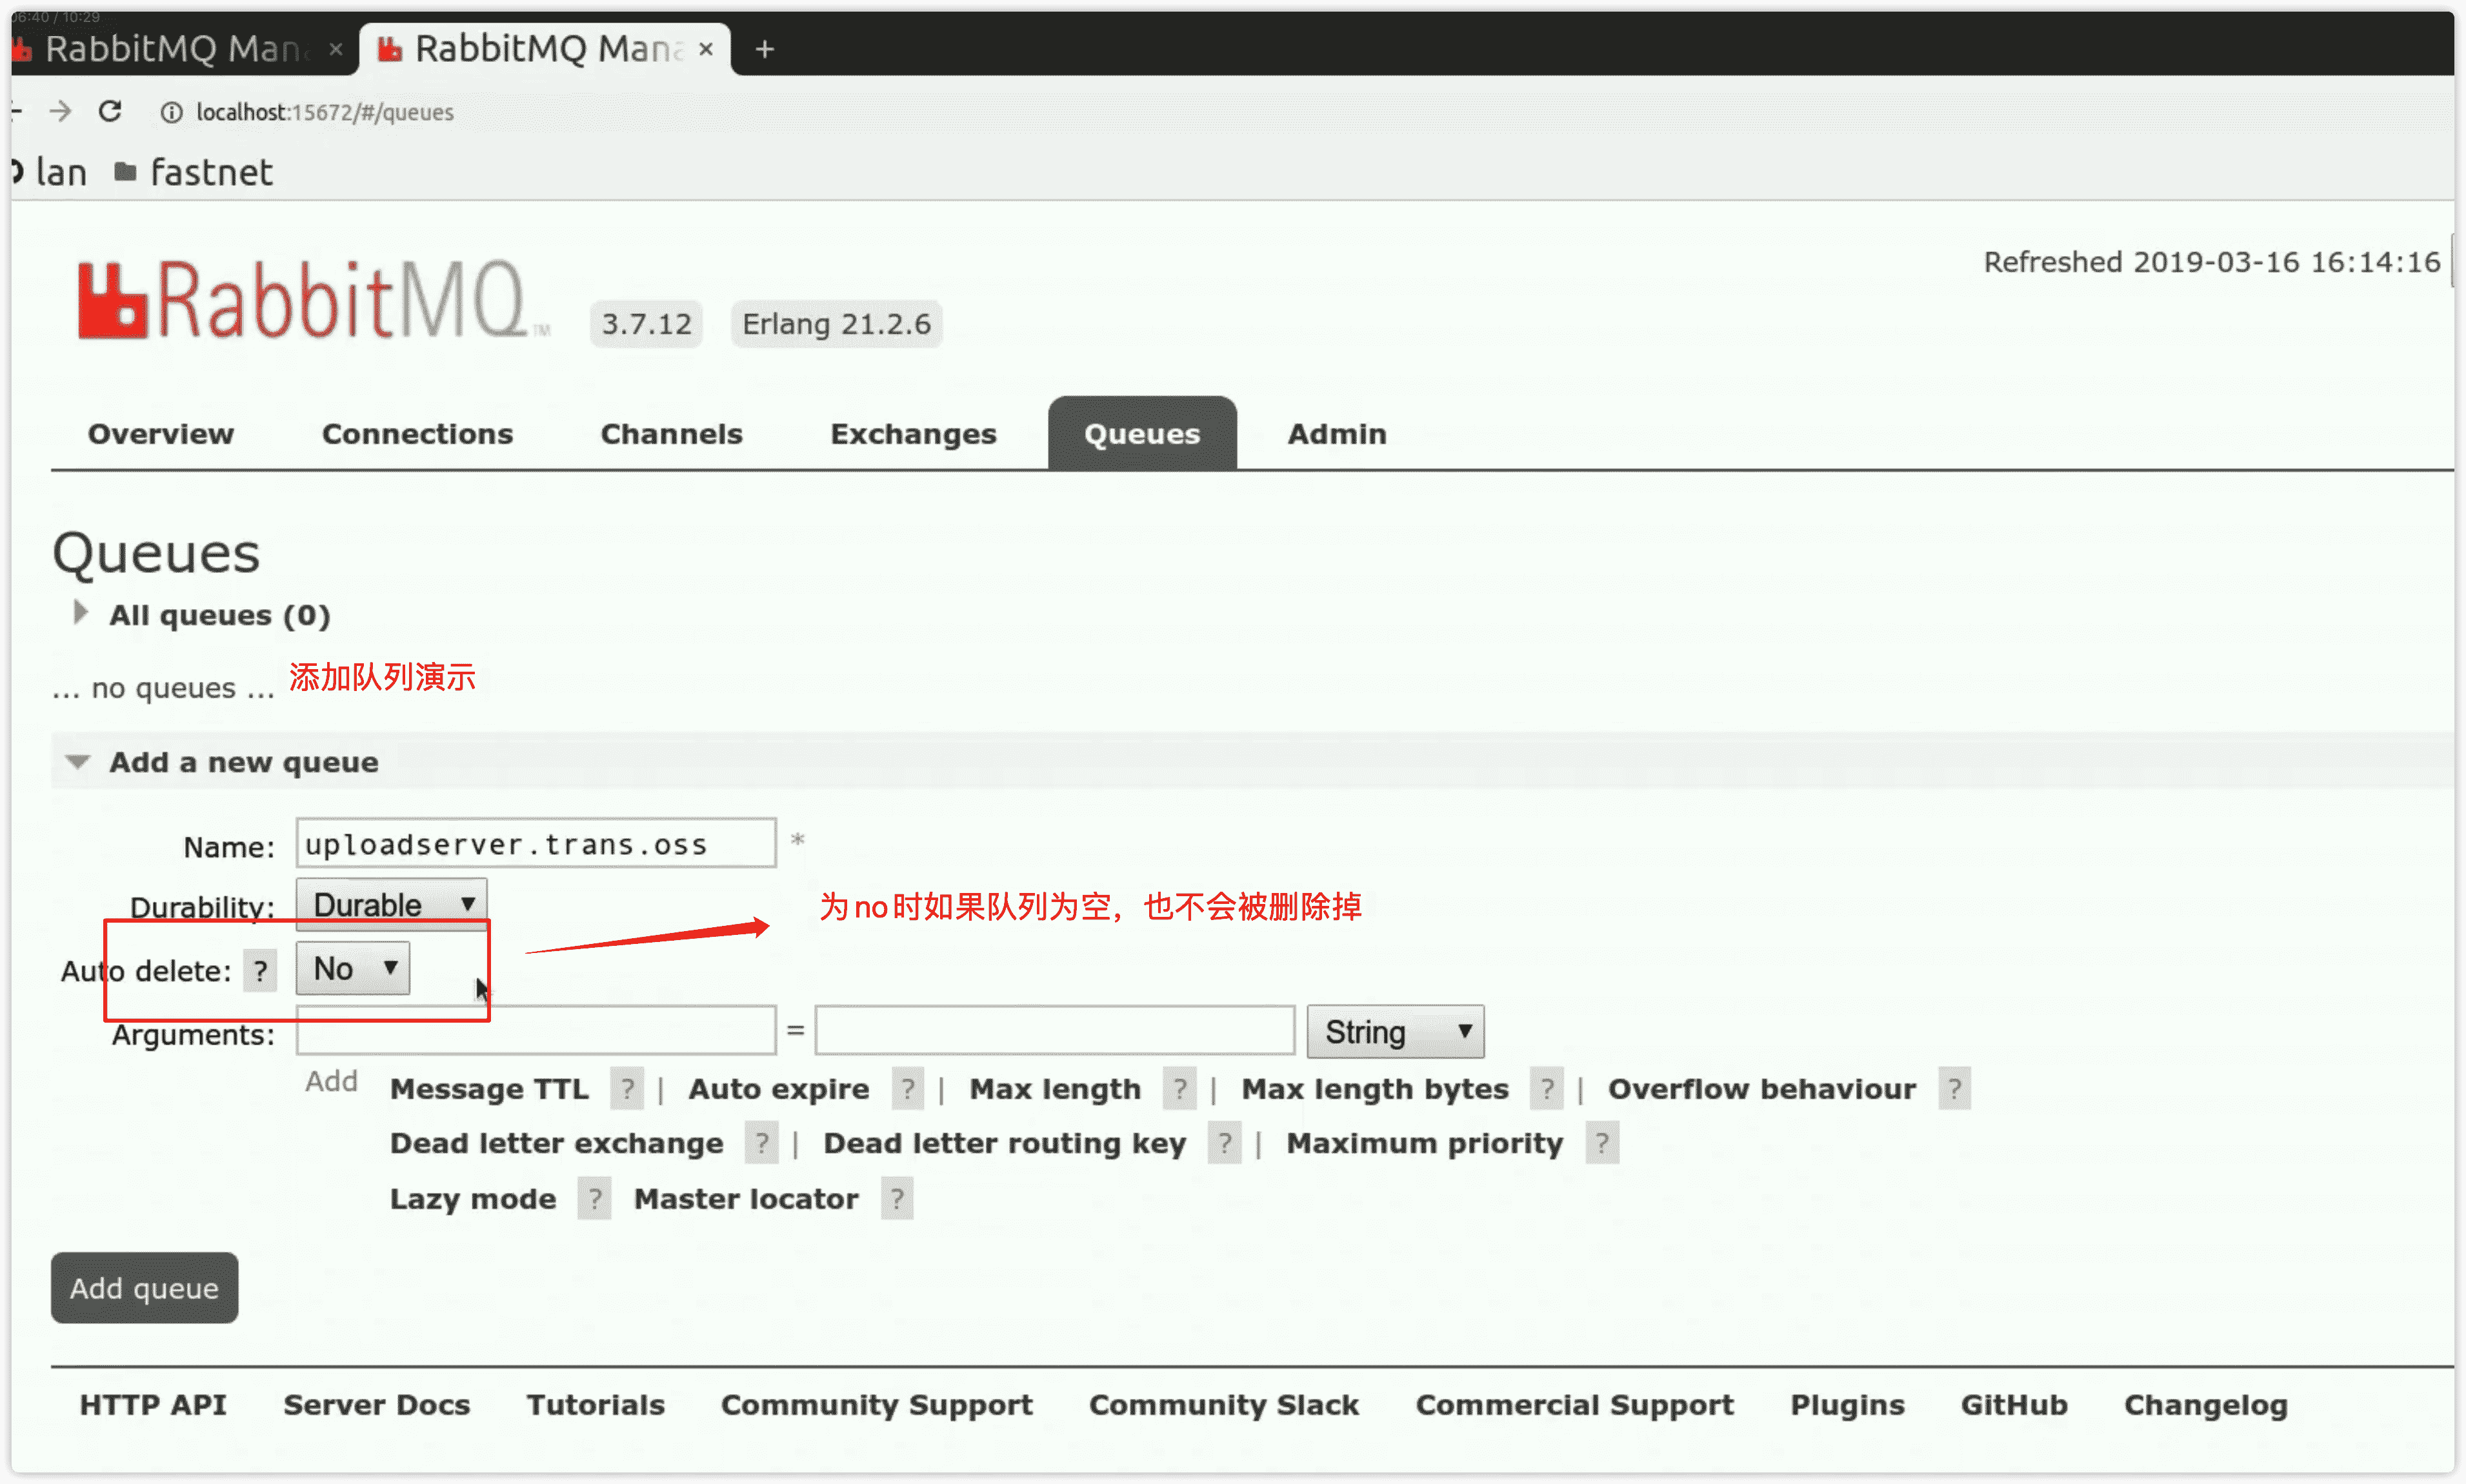 06:40 / 10:29
RabbitMQ Man × RabbitMQ Mana × +
localhost:15672/#/queues
lan fastnet
Refreshed 2019-03-16 16:14:16
RabbitMQ™ 3.7.12 Erlang 21.2.6
Overview Connections Channels Exchanges Queues Admin
Queues
All queues (0)
... no queues ... 添加队列演示
Add a new queue
Name: uploadserver.trans.oss *
Durability: Durable
为no时如果队列为空，也不会被删除掉
Auto delete: ? No
Arguments: = String
Add Message TTL ? | Auto expire ? | Max length ? | Max length bytes ? | Overflow behaviour ?
Dead letter exchange ? | Dead letter routing key ? | Maximum priority ?
Lazy mode ? Master locator ?
Add queue
HTTP API Server Docs Tutorials Community Support Community Slack Commercial Support Plugins GitHub Changelog